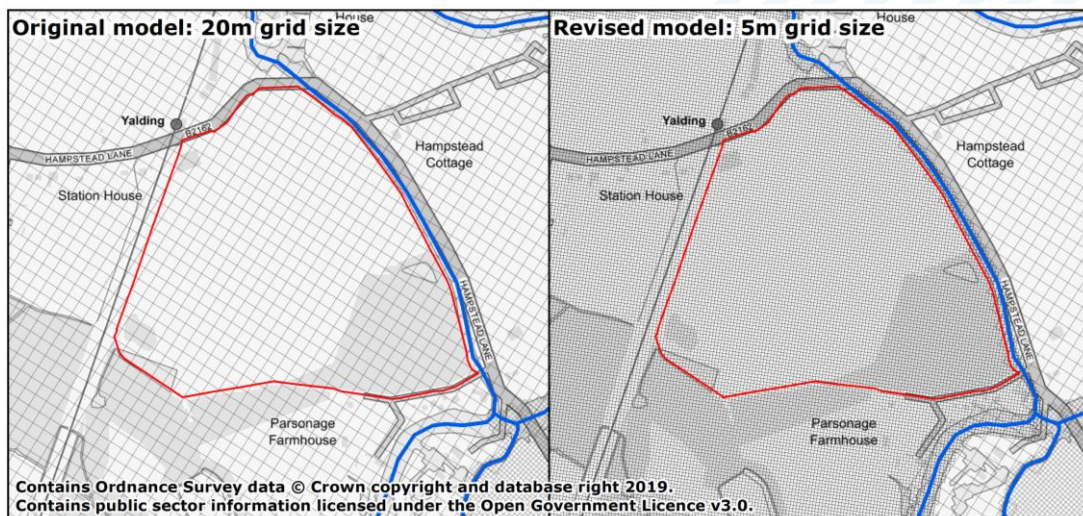 Original model: 20m grid size
House
Yalding
B2162
HAMPSTEAD LANE
Station House
Hampstead
Cottage
HAMPSTEAD LANE
Parsonage
Farmhouse
Revised model: 5m grid size
House
Yalding
B2162
HAMPSTEAD LANE
Station House
Hampstead
Cottage
HAMPSTEAD LANE
Parsonage
Farmhouse
Contains Ordnance Survey data © Crown copyright and database right 2019.
Contains public sector information licensed under the Open Government Licence v3.0.